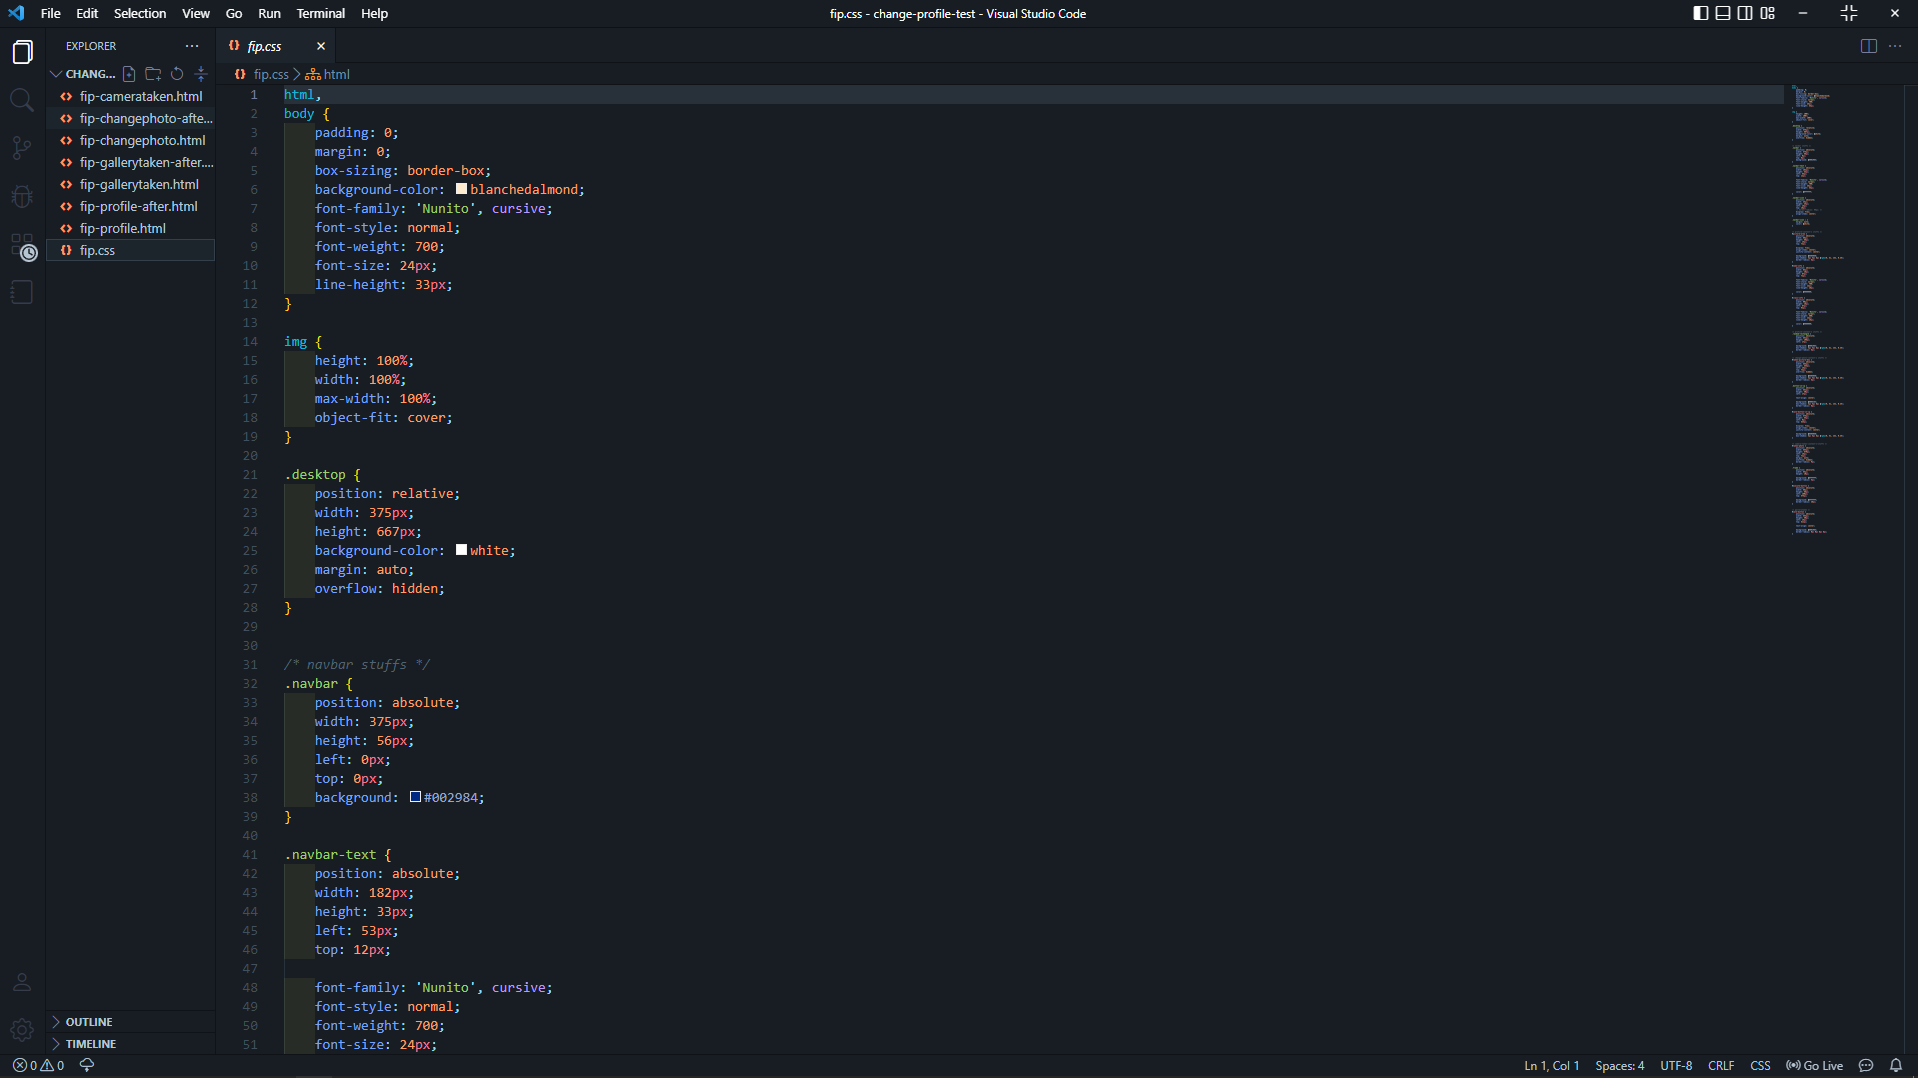 File Edit Selection View Go Run Terminal Help
fip.css - change-profile-test - Visual Studio Code
EXPLORER
CHANG...
fip-camerataken.html
fip-changephoto-afte...
fip-changephoto.html
fip-gallerytaken-after....
fip-gallerytaken.html
fip-profile-after.html
fip-profile.html
{} fip.css
OUTLINE
TIMELINE
{} fip.css
{} fip.css > html
1 html,
2 body {
3 padding: 0;
4 margin: 0;
5 box-sizing: border-box;
6 background-color: blanchedalmond;
7 font-family: 'Nunito', cursive;
8 font-style: normal;
9 font-weight: 700;
10 font-size: 24px;
11 line-height: 33px;
12 }
13
14 img {
15 height: 100%;
16 width: 100%;
17 max-width: 100%;
18 object-fit: cover;
19 }
20
21 .desktop {
22 position: relative;
23 width: 375px;
24 height: 667px;
25 background-color: white;
26 margin: auto;
27 overflow: hidden;
28 }
29
30
31 /* navbar stuffs */
32 .navbar {
33 position: absolute;
34 width: 375px;
35 height: 56px;
36 left: 0px;
37 top: 0px;
38 background: #002984;
39 }
40
41 .navbar-text {
42 position: absolute;
43 width: 182px;
44 height: 33px;
45 left: 53px;
46 top: 12px;
47
48 font-family: 'Nunito', cursive;
49 font-style: normal;
50 font-weight: 700;
51 font-size: 24px;
0 0
Ln 1, Col 1 Spaces: 4 UTF-8 CRLF CSS Go Live